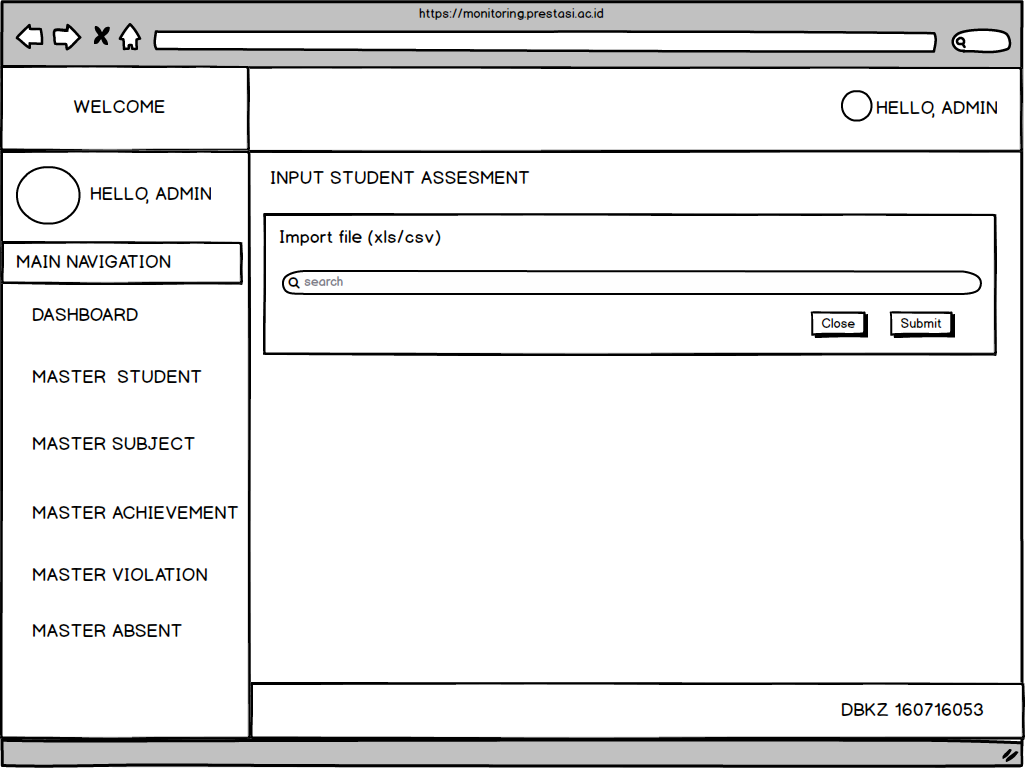 https://monitoring.prestasi.ac.id
WELCOME
HELLO, ADMIN
HELLO, ADMIN
MAIN NAVIGATION
DASHBOARD
MASTER STUDENT
MASTER SUBJECT
MASTER ACHIEVEMENT
MASTER VIOLATION
MASTER ABSENT
INPUT STUDENT ASSESMENT
Import file (xls/csv)
search
Close Submit
DBKZ 160716053